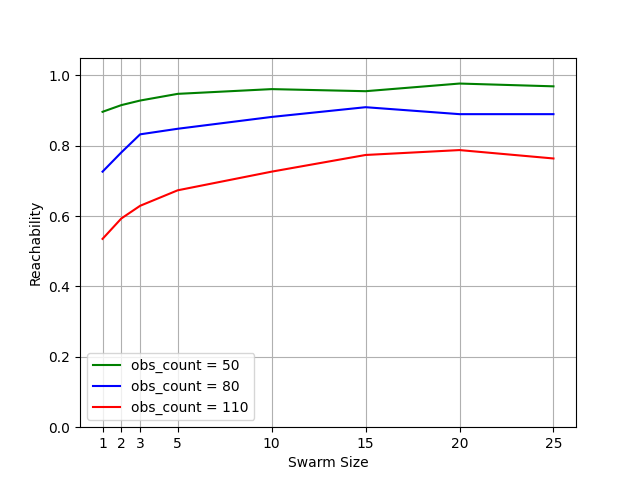 1.0
0.8
0.6
0.4
0.2
0.0
Reachability
obs_count = 50
obs_count = 80
obs_count = 110
1 2 3 5 10 15 20 25
Swarm Size